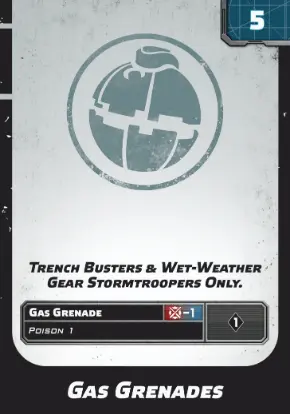 5
Trench Busters & Wet-Weather
Gear Stormtroopers Only.
Gas Grenade -1
Poison 1
1
Gas Grenades